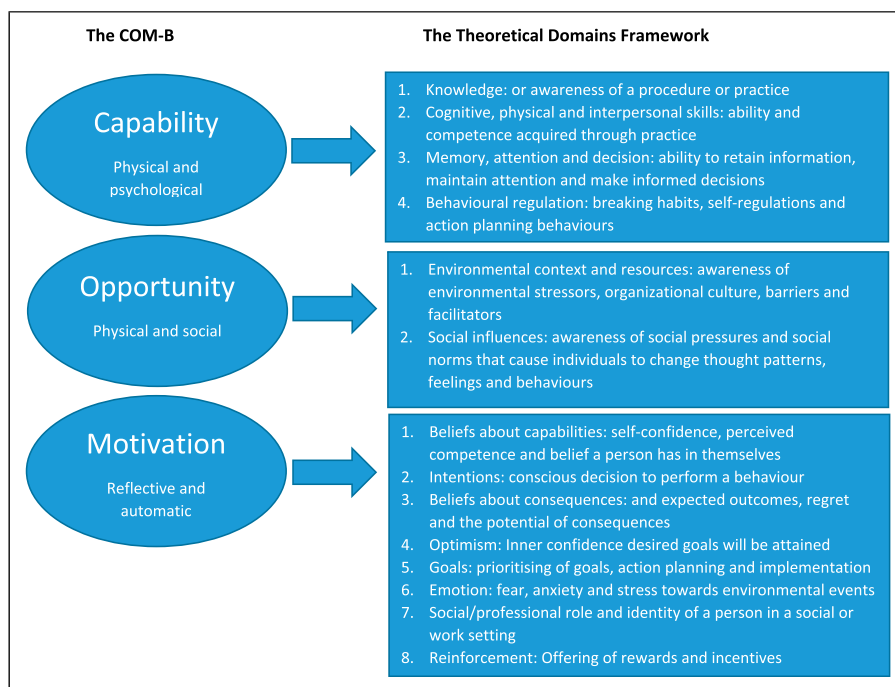 The COM-B
The Theoretical Domains Framework
Capability
Physical and
psychological
1. Knowledge: or awareness of a procedure or practice
2. Cognitive, physical and interpersonal skills: ability and
competence acquired through practice
3. Memory, attention and decision: ability to retain information,
maintain attention and make informed decisions
4. Behavioural regulation: breaking habits, self-regulations and
action planning behaviours
Opportunity
Physical and social
1. Environmental context and resources: awareness of
environmental stressors, organizational culture, barriers and
facilitators
2. Social influences: awareness of social pressures and social
norms that cause individuals to change thought patterns,
feelings and behaviours
Motivation
Reflective and
automatic
1. Beliefs about capabilities: self-confidence, perceived
competence and belief a person has in themselves
2. Intentions: conscious decision to perform a behaviour
3. Beliefs about consequences: and expected outcomes, regret
and the potential of consequences
4. Optimism: Inner confidence desired goals will be attained
5. Goals: prioritising of goals, action planning and implementation
6. Emotion: fear, anxiety and stress towards environmental events
7. Social/professional role and identity of a person in a social or
work setting
8. Reinforcement: Offering of rewards and incentives